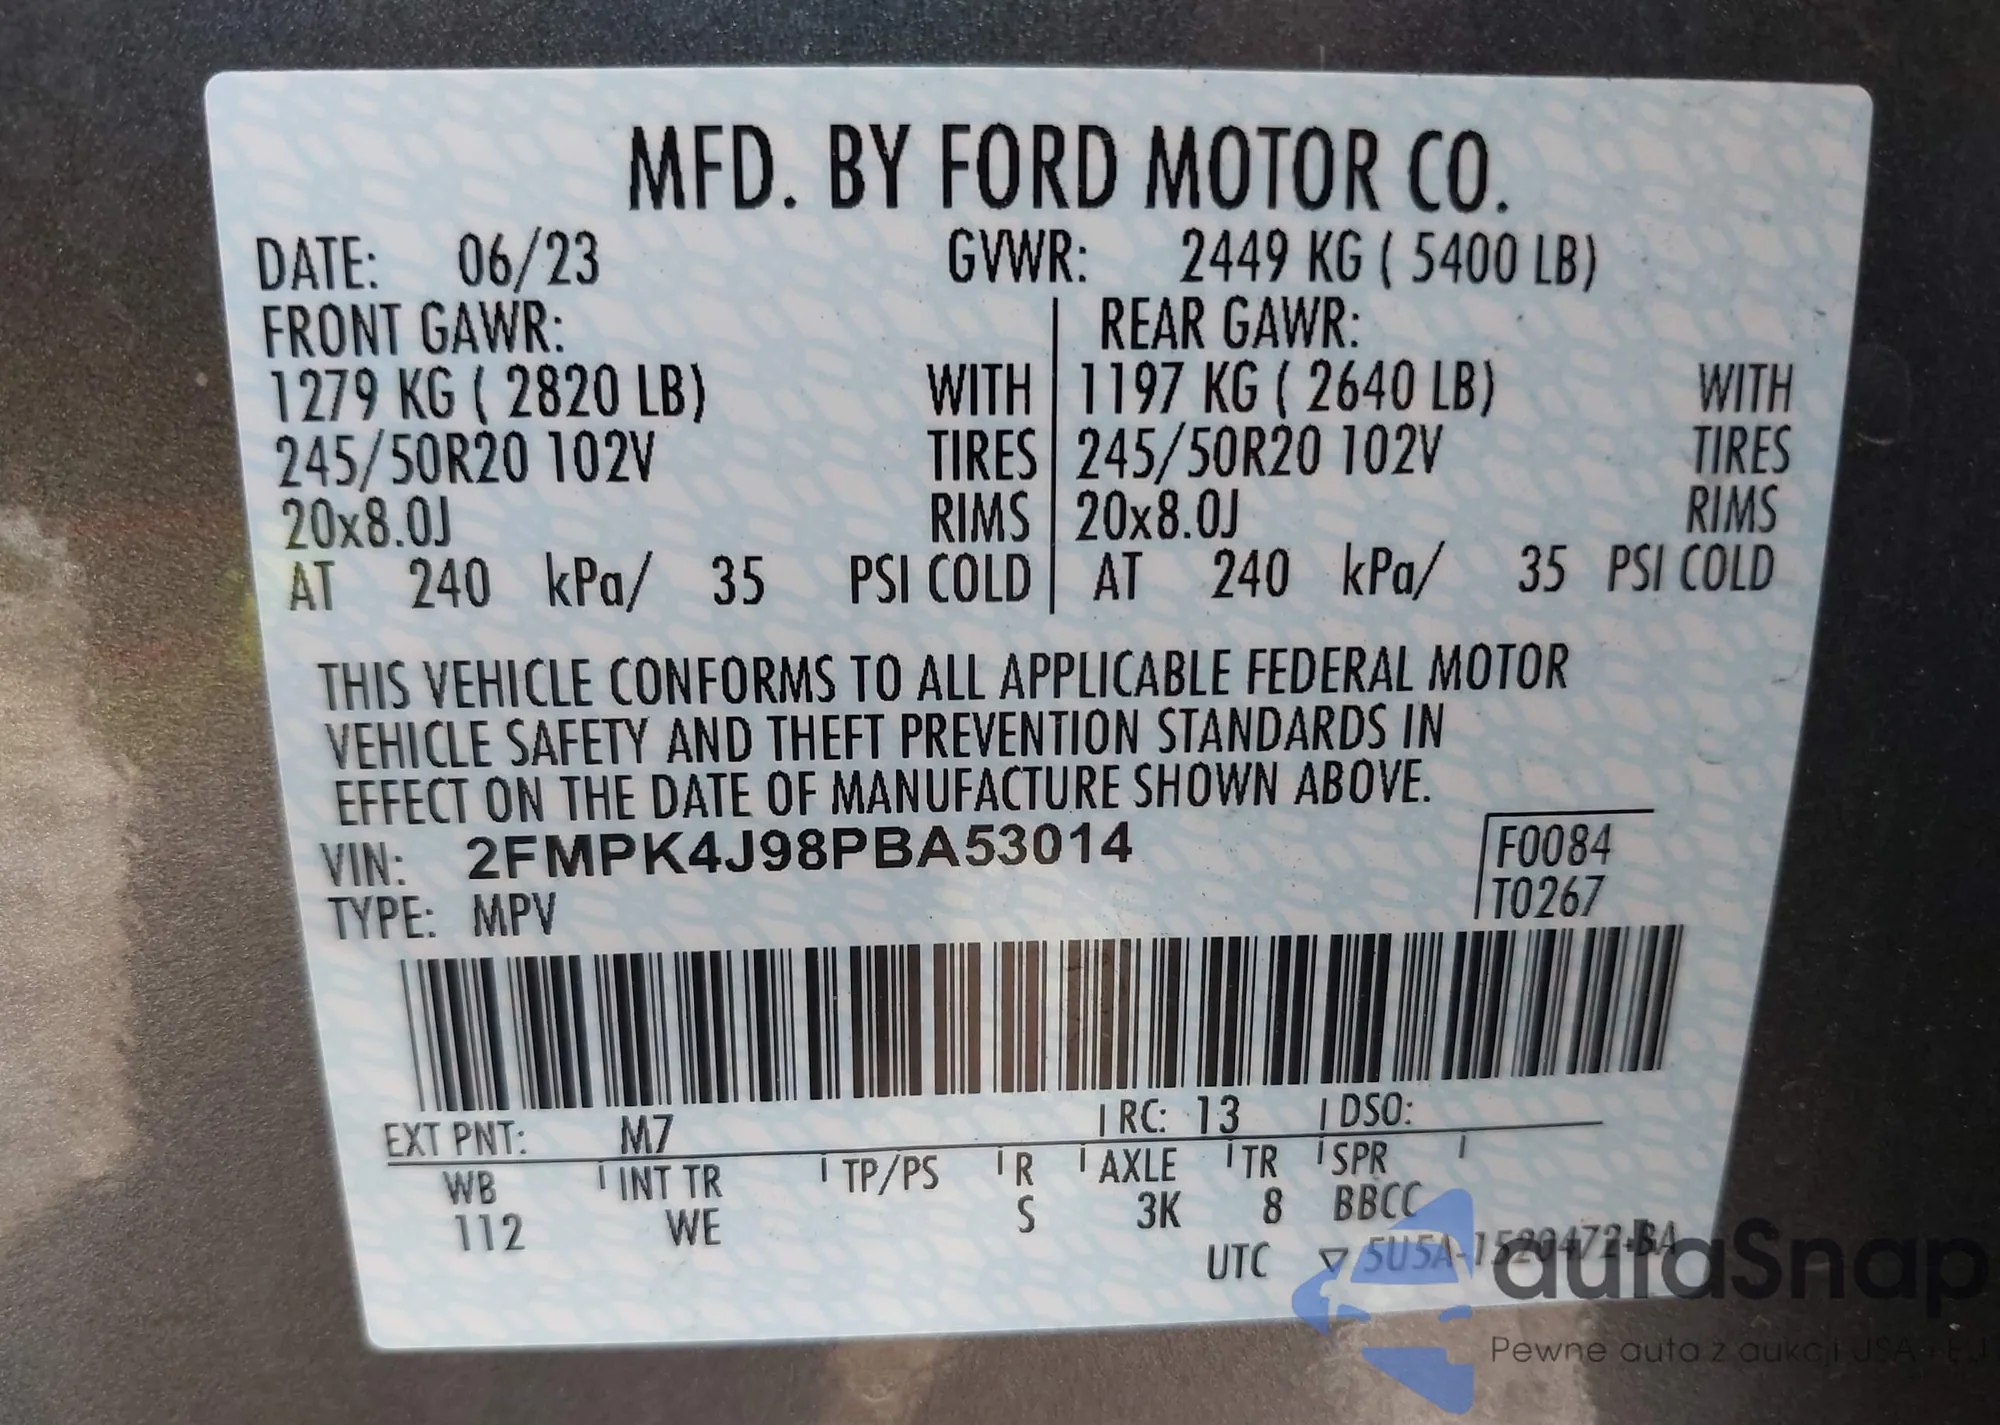 MFD. BY FORD MOTOR CO.
DATE: 06/23 GVWR: 2449 KG ( 5400 LB)
FRONT GAWR: REAR GAWR:
1279 KG ( 2820 LB) WITH 1197 KG ( 2640 LB) WITH
245/50R20 102V TIRES 245/50R20 102V TIRES
20x8.0J RIMS 20x8.0J RIMS
AT 240 kPa/ 35 PSI COLD AT 240 kPa/ 35 PSI COLD
THIS VEHICLE CONFORMS TO ALL APPLICABLE FEDERAL MOTOR
VEHICLE SAFETY AND THEFT PREVENTION STANDARDS IN
EFFECT ON THE DATE OF MANUFACTURE SHOWN ABOVE.
VIN: 2FMPK4J98PBA53014 F0084
TYPE: MPV T0267
EXT PNT: M7 RC: 13 DSO:
WB INT TR TP/PS R AXLE TR SPR
112 WE S 3K 8 BBCC
UTC ▽ 5U5A-1520472-BA
autaSnap
Pewne auta z aukcji USA